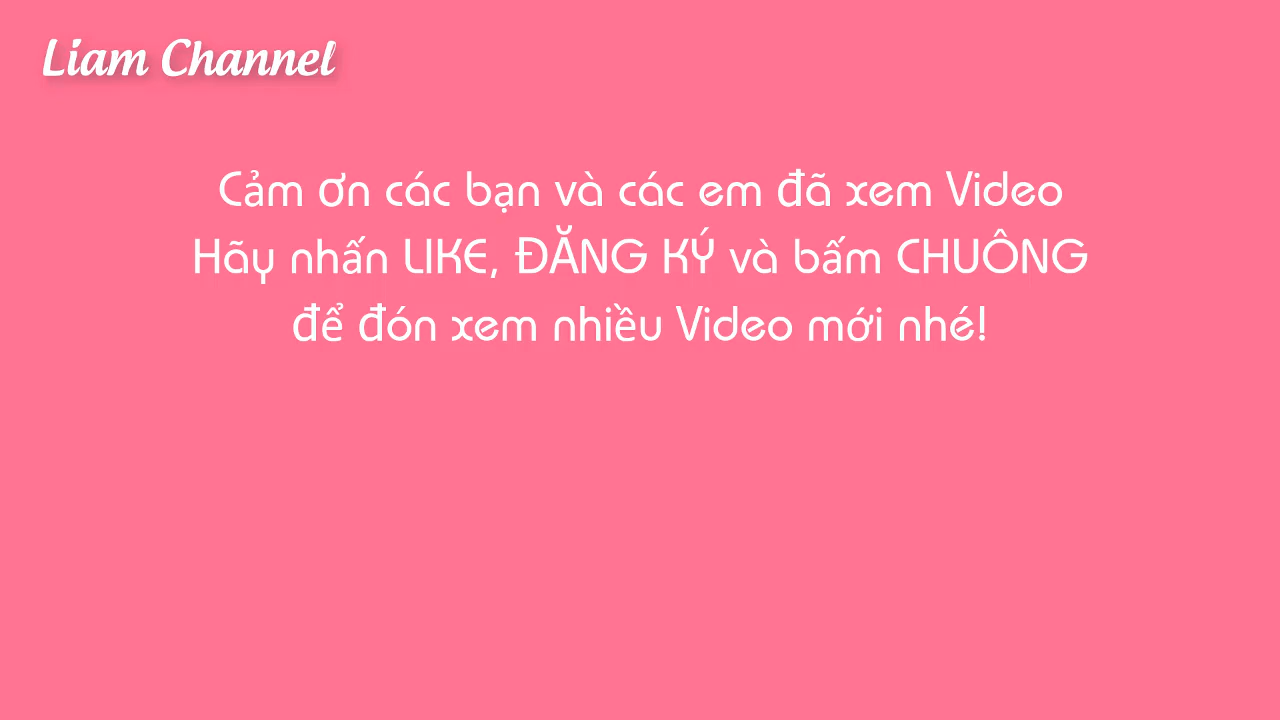 Liam Channel
Cảm ơn các bạn và các em đã xem Video
Hãy nhấn LIKE, ĐĂNG KÝ và bấm CHUÔNG
để đón xem nhiều Video mới nhé!